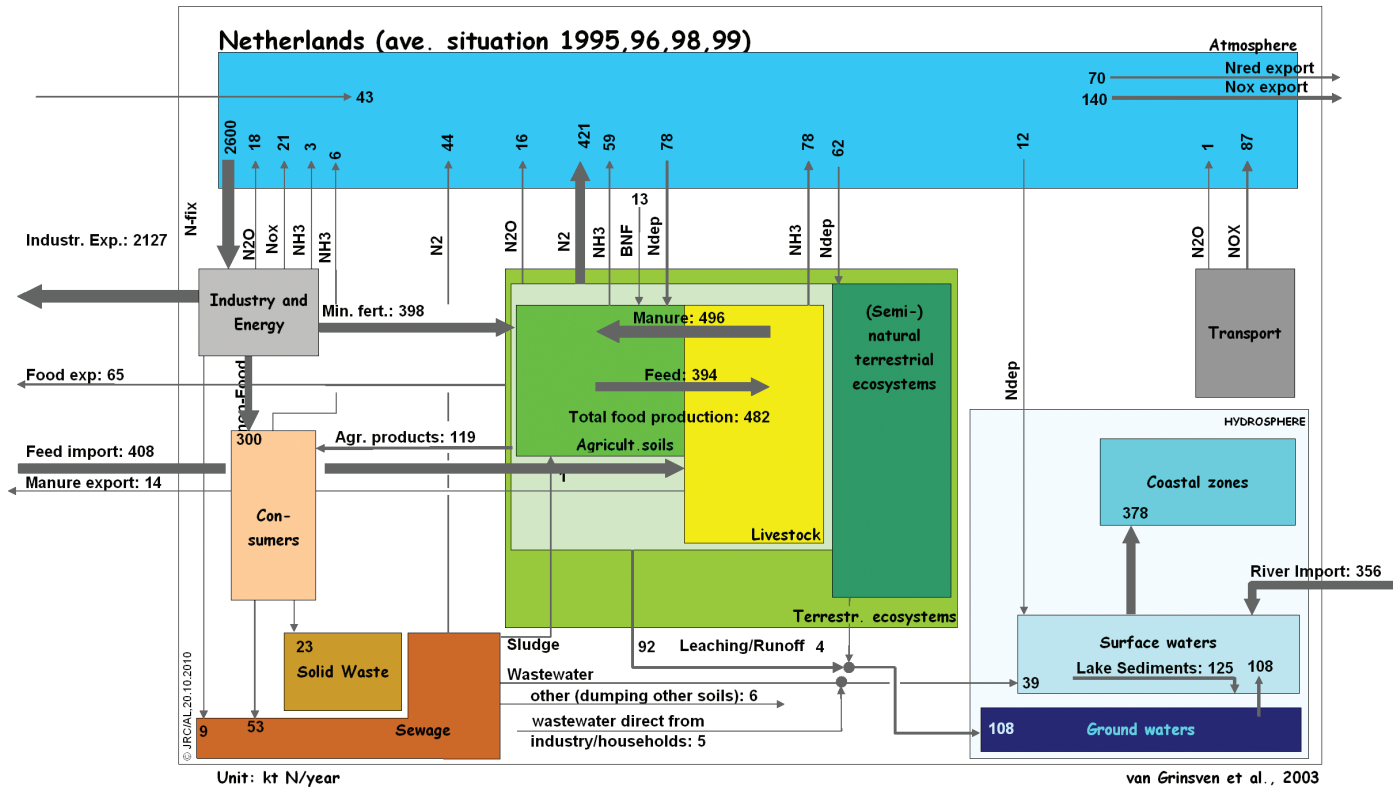 Netherlands (ave. situation 1995,96,98,99)
Atmosphere
Nred export
70
Nox export
140
43
2600
18
21
3
6
44
16
421
59
78
78
62
12
1
87
13
N-fix
N2O
Nox
NH3
NH3
N2
N2O
N2
NH3
BNF
Ndep
NH3
Ndep
Ndep
N2O
NOX
Industr. Exp.: 2127
Industry and
Energy
Min. fert.: 398
Manure: 496
(Semi-)
natural
terrestrial
ecosystems
Transport
Food exp: 65
non-Food
Feed: 394
Total food production: 482
300
Agr. products: 119
Agricult.soils
HYDROSPHERE
Feed import: 408
1
Manure export: 14
Coastal zones
378
Con-
sumers
Livestock
River Import: 356
Terrestr. ecosystems
23
Solid Waste
Sludge
92
Leaching/Runoff 4
Surface waters
Lake Sediments: 125
108
Wastewater
39
other (dumping other soils): 6
9
53
Sewage
wastewater direct from
industry/households: 5
108
Ground waters
© JRC/AL.20.10.2010
Unit: kt N/year
van Grinsven et al., 2003